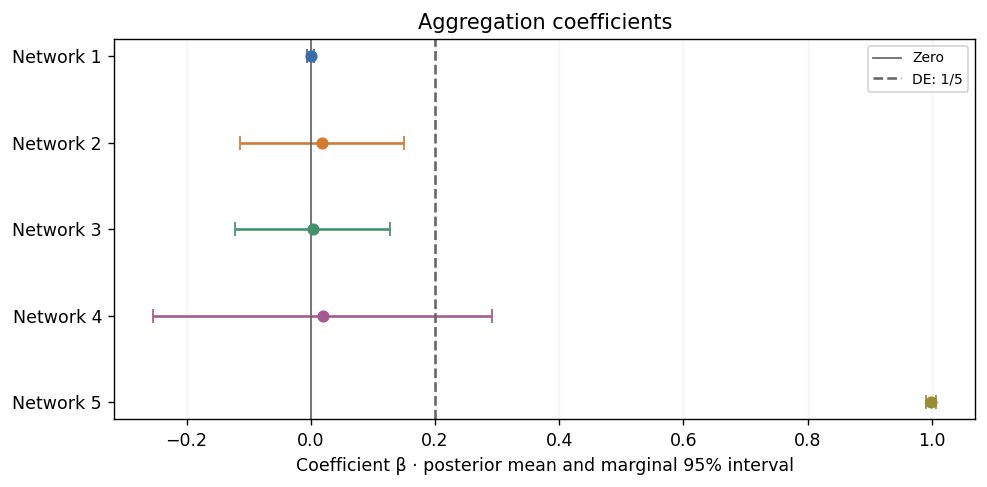 Aggregation coefficients
Network 1
Network 2
Network 3
Network 4
Network 5
Zero
DE: 1/5
−0.2 0.0 0.2 0.4 0.6 0.8 1.0
Coefficient β · posterior mean and marginal 95% interval